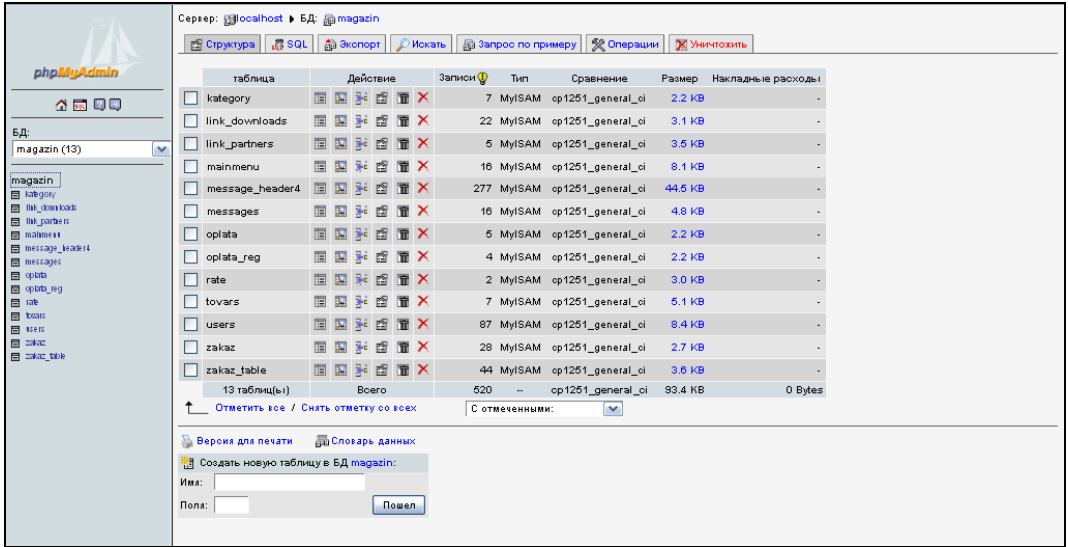 Сервер: localhost БД: magazin
Структура SQL Экспорт Искать Запрос по примеру Операции Уничтожить
phpMyAdmin
БД:
magazin (13)
magazin
kategory
link_downloads
link_partners
mainmenu
message_header4
messages
oplata
oplata_reg
rate
tovars
users
zakaz
zakaz_table
таблица Действие Записи Тип Сравнение Размер Накладные расходы
kategory 7 MyISAM cp1251_general_ci 2.2 KB -
link_downloads 22 MyISAM cp1251_general_ci 3.1 KB -
link_partners 5 MyISAM cp1251_general_ci 3.5 KB -
mainmenu 16 MyISAM cp1251_general_ci 8.1 KB -
message_header4 277 MyISAM cp1251_general_ci 44.5 KB -
messages 16 MyISAM cp1251_general_ci 4.8 KB -
oplata 5 MyISAM cp1251_general_ci 2.2 KB -
oplata_reg 4 MyISAM cp1251_general_ci 2.2 KB -
rate 2 MyISAM cp1251_general_ci 3.0 KB -
tovars 7 MyISAM cp1251_general_ci 5.1 KB -
users 87 MyISAM cp1251_general_ci 8.4 KB -
zakaz 28 MyISAM cp1251_general_ci 2.7 KB -
zakaz_table 44 MyISAM cp1251_general_ci 3.6 KB -
13 таблиц(ы) Всего 520 -- cp1251_general_ci 93.4 KB 0 Bytes
Отметить все / Снять отметку со всех С отмеченными:
Версия для печати Словарь данных
Создать новую таблицу в БД magazin:
Имя:
Поля: Пошел